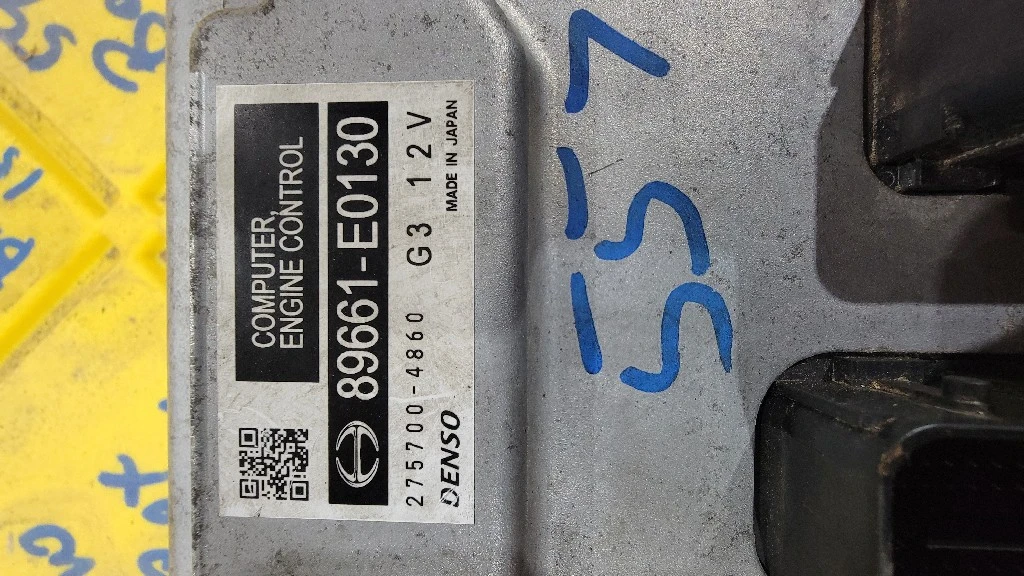 COMPUTER,
ENGINE CONTROL
89661-E0130
275700-4860 G3 12V
DENSO MADE IN JAPAN
557